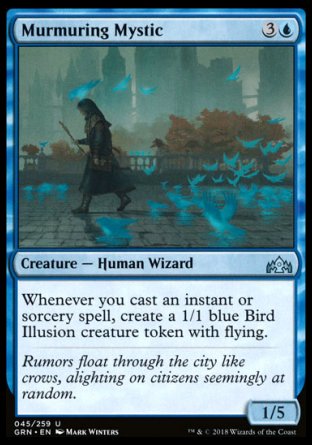 Murmuring Mystic 3
Creature — Human Wizard
Whenever you cast an instant or
sorcery spell, create a 1/1 blue Bird
Illusion creature token with flying.
Rumors float through the city like
crows, alighting on citizens seemingly at
random.
1/5
045/259 U
GRN • EN Mark Winters
™ & © 2018 Wizards of the Coast